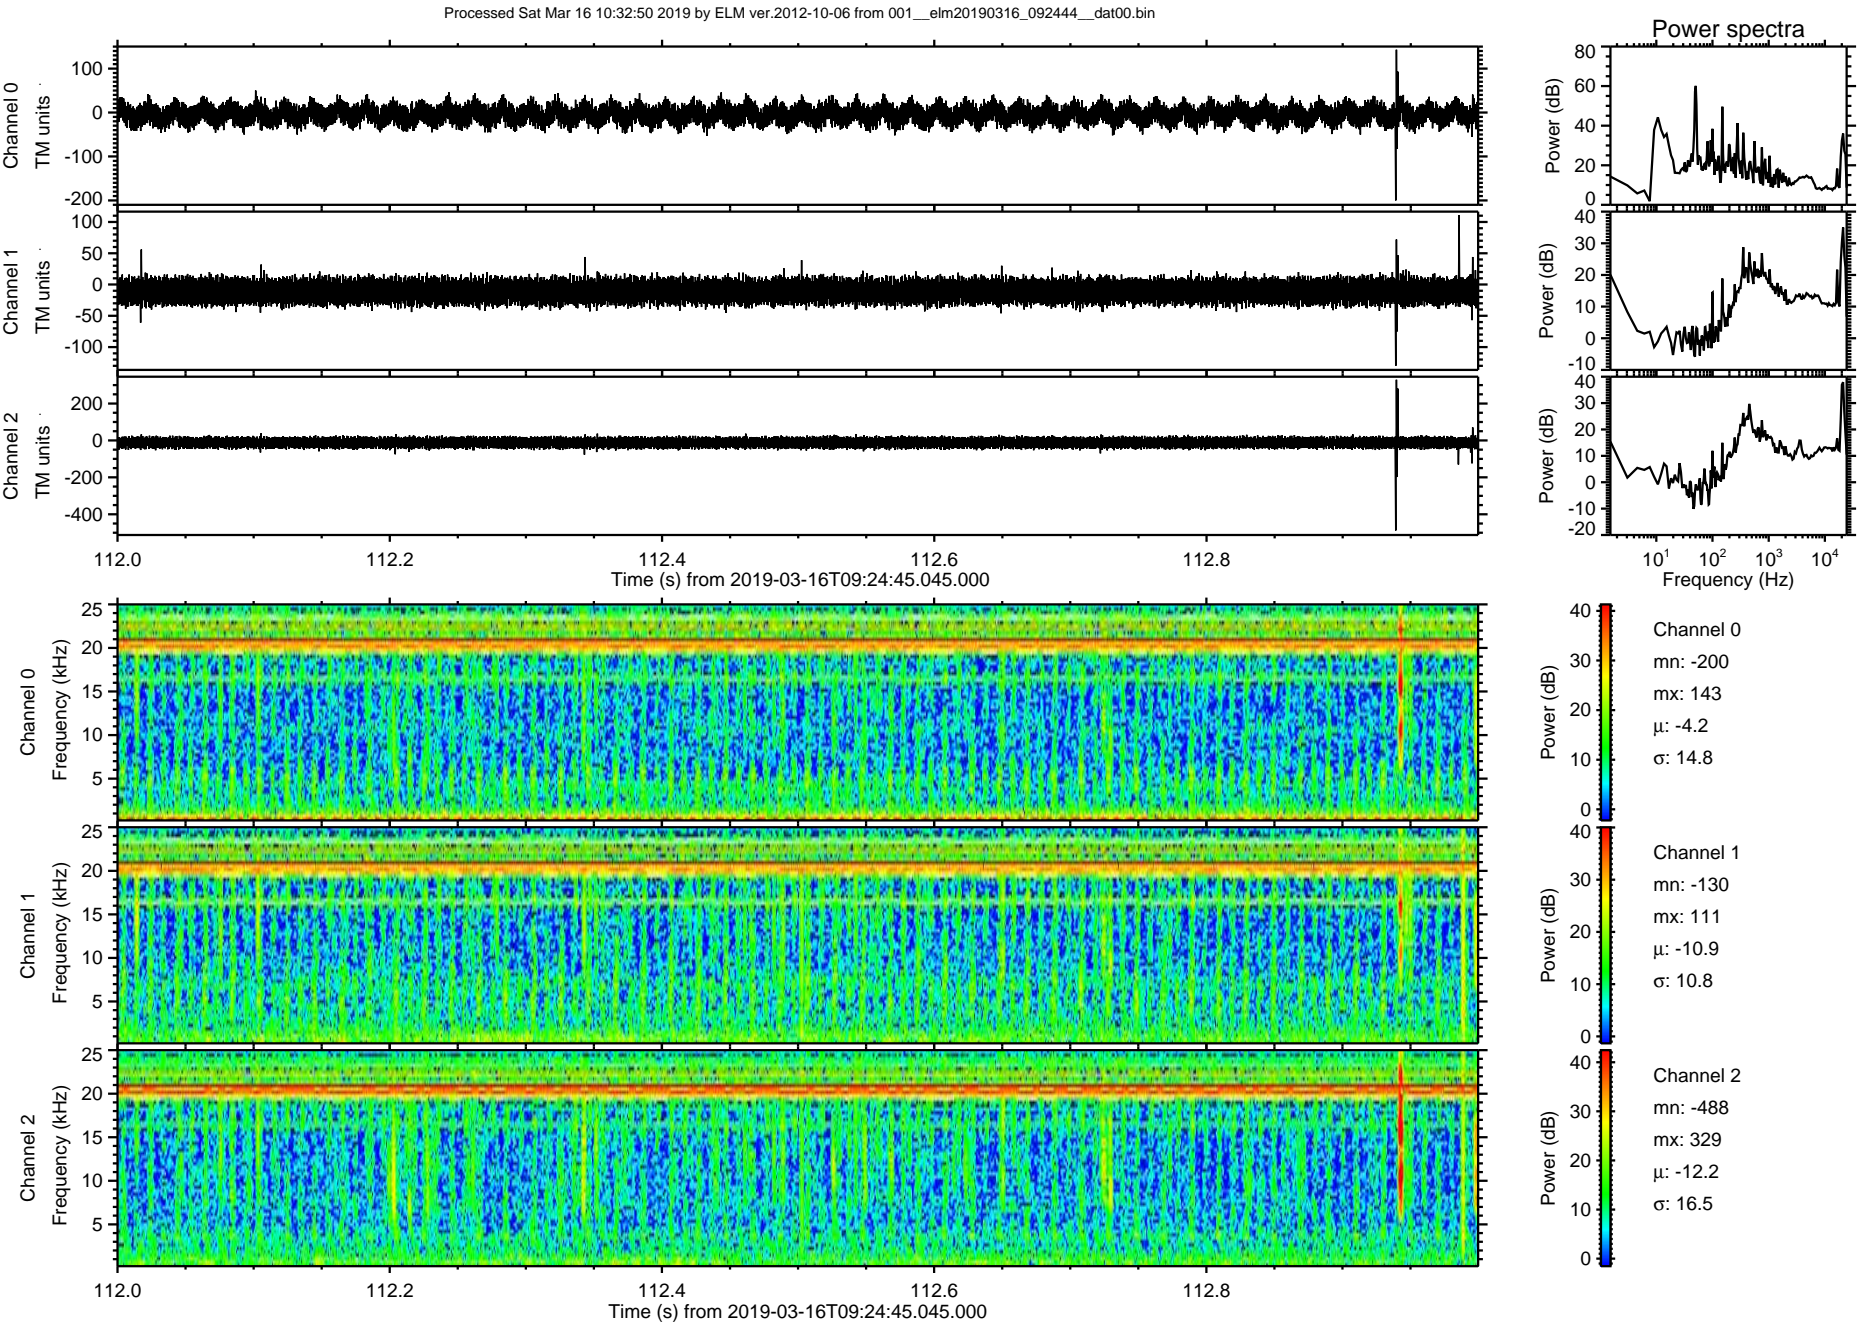 Processed Sat Mar 16 10:32:50 2019 by ELM ver.2012-10-06 from 001__elm20190316_092444__dat00.bin
Power spectra
Channel 0
TM units
100
0
-100
-200
Power (dB)
80
60
40
20
0
Channel 1
TM units
100
50
0
-50
-100
Power (dB)
40
30
20
10
0
-10
Channel 2
TM units
200
0
-200
-400
Power (dB)
40
30
20
10
0
-10
-20
112.0 112.2 112.4 112.6 112.8
Time (s) from 2019-03-16T09:24:45.045.000
10¹ 10² 10³ 10⁴
Frequency (Hz)
Channel 0
Frequency (kHz)
25
20
15
10
5
Power (dB)
40
30
20
10
0
Channel 0
mn: -200
mx: 143
μ: -4.2
σ: 14.8
Channel 1
Frequency (kHz)
25
20
15
10
5
Power (dB)
40
30
20
10
0
Channel 1
mn: -130
mx: 111
μ: -10.9
σ: 10.8
Channel 2
Frequency (kHz)
25
20
15
10
5
Power (dB)
40
30
20
10
0
Channel 2
mn: -488
mx: 329
μ: -12.2
σ: 16.5
112.0 112.2 112.4 112.6 112.8
Time (s) from 2019-03-16T09:24:45.045.000